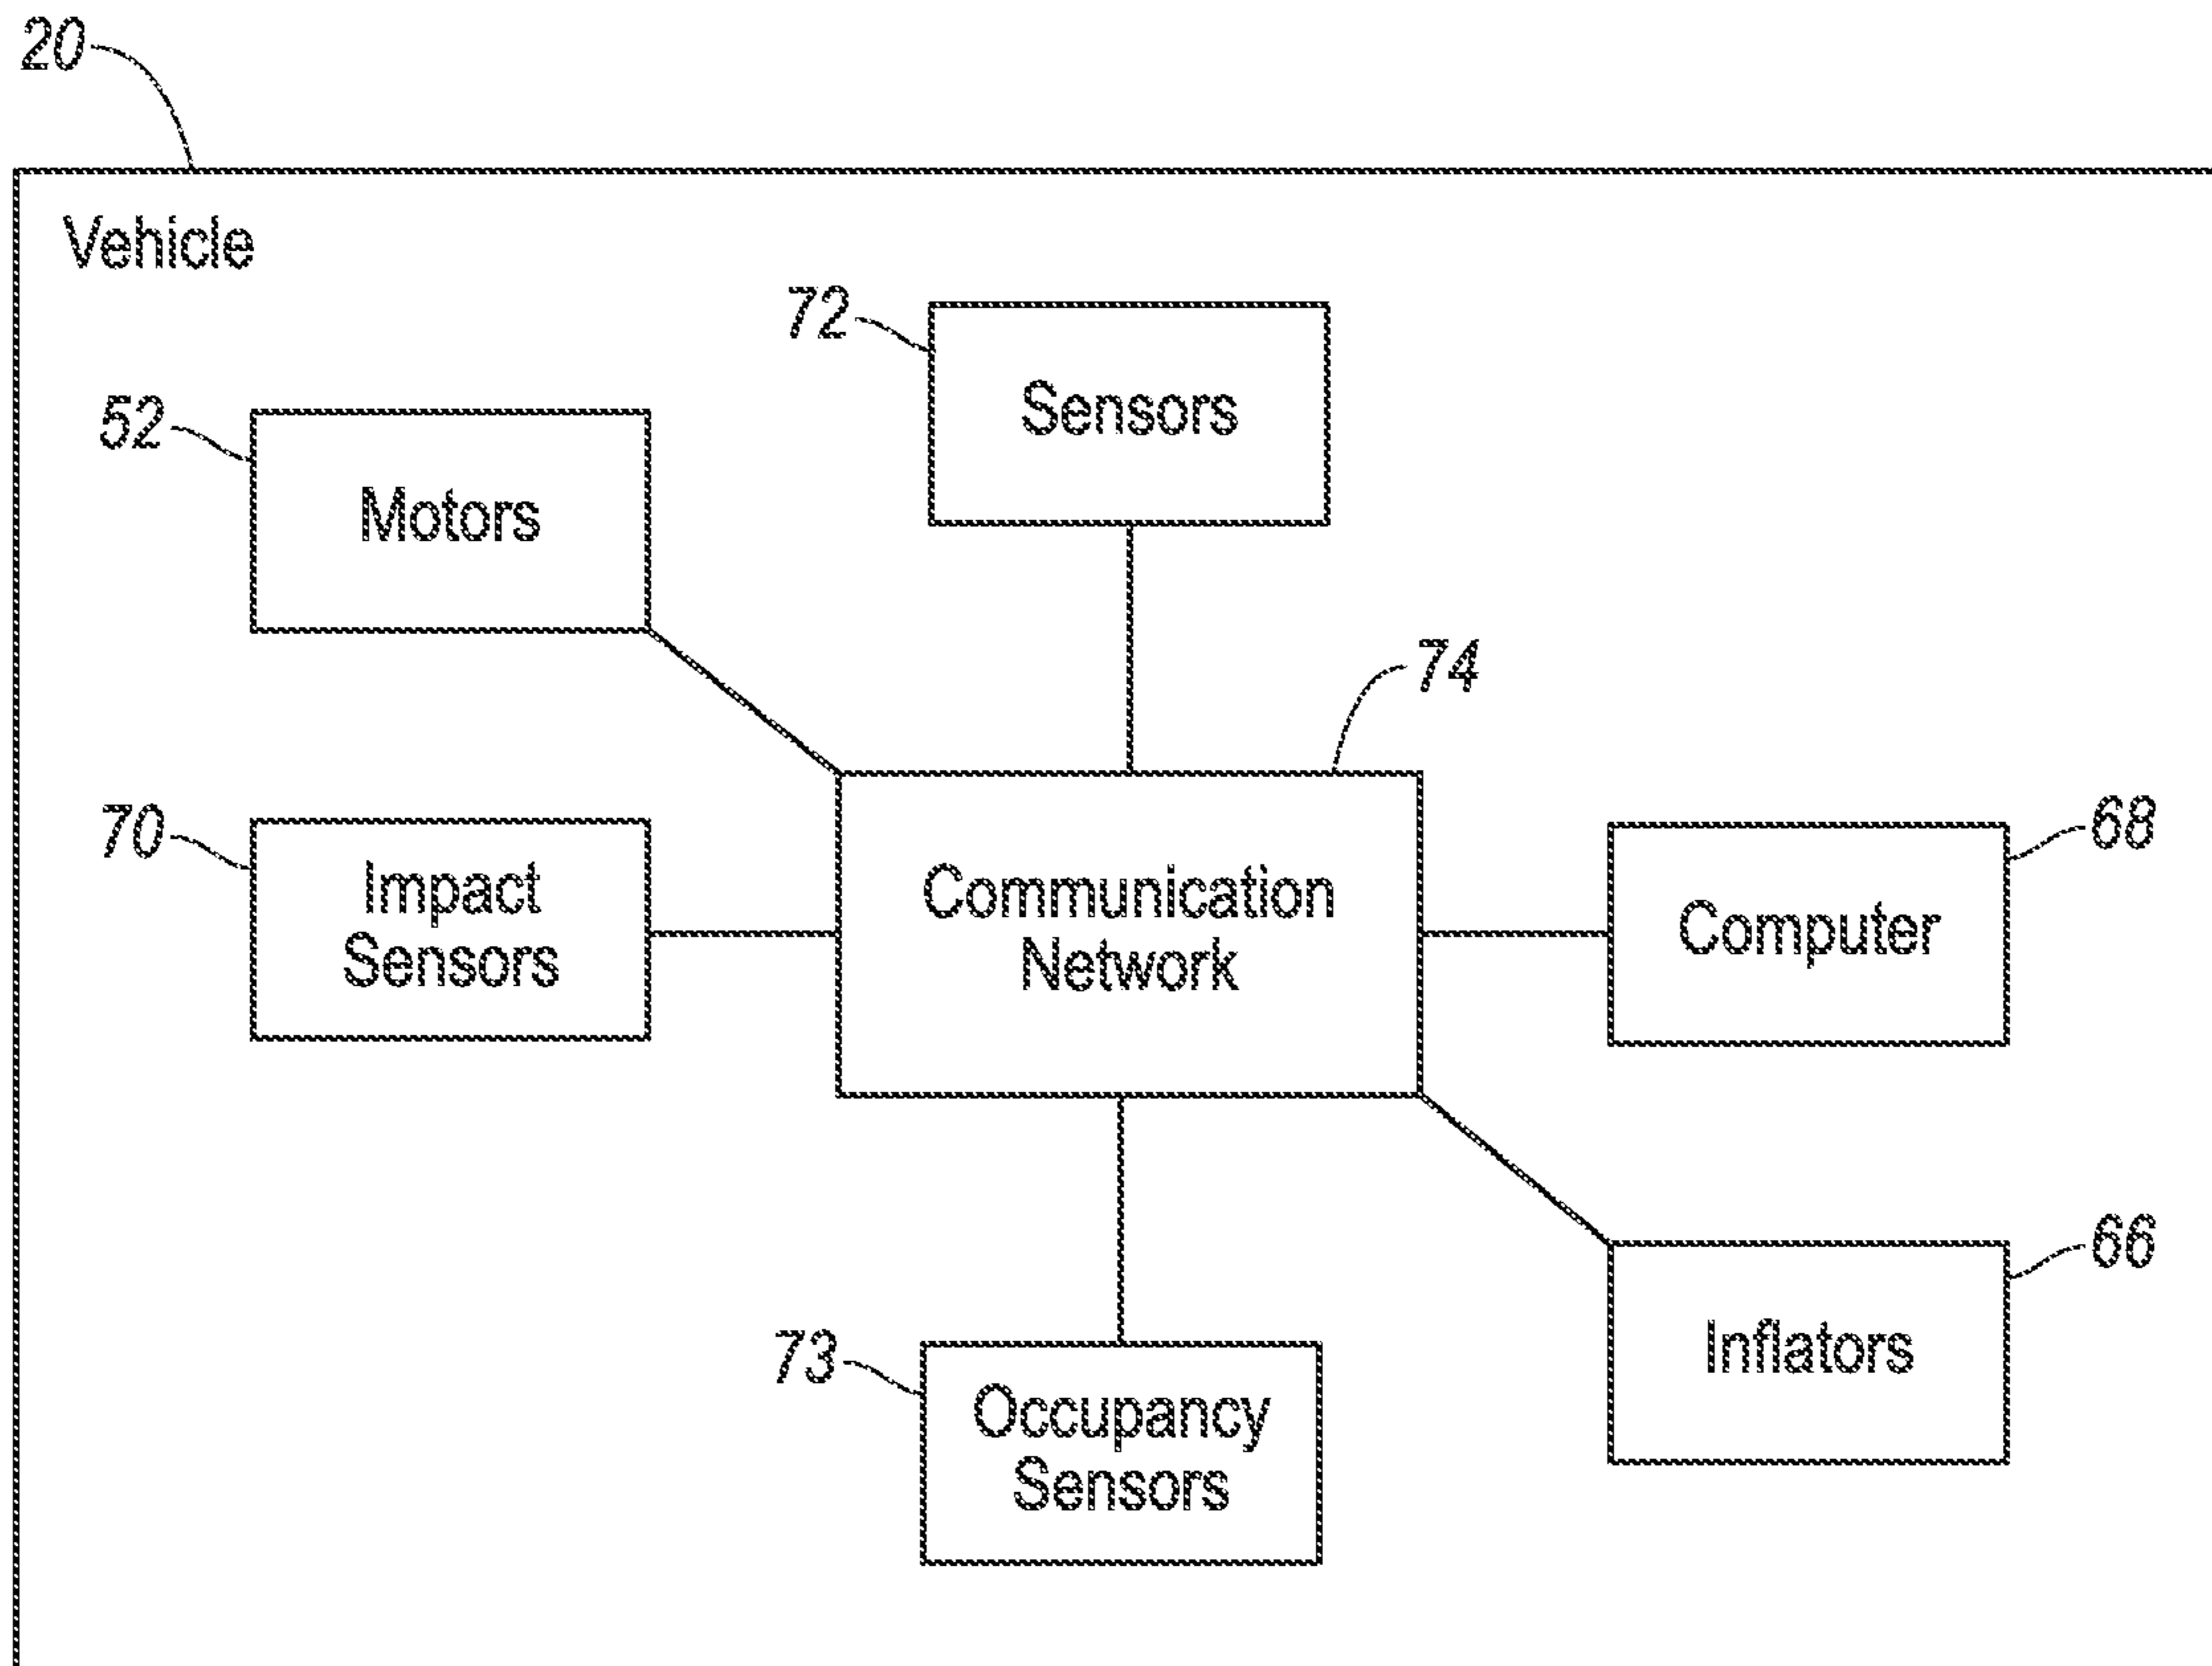 20
Vehicle
72
Sensors
52
Motors
74
70
Impact
Sensors
Communication
Network
68
Computer
66
Inflators
73
Occupancy
Sensors